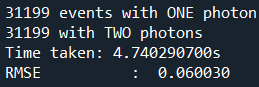 31199 events with ONE photon
31199 with TWO photons
Time taken: 4.740290700s
RMSE          :  0.060030